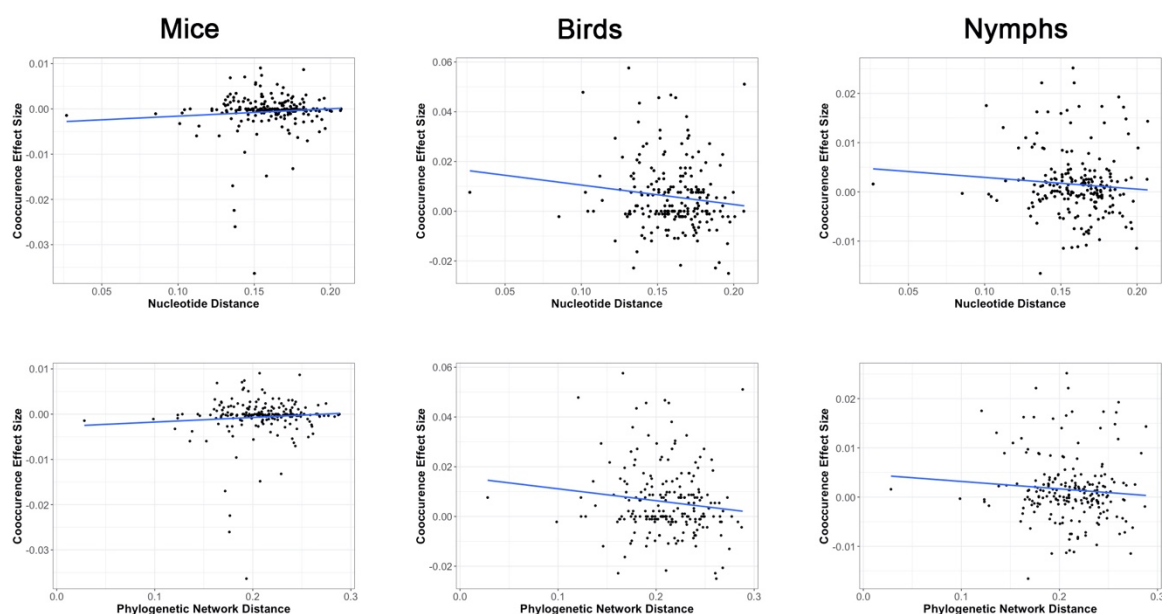 Mice Birds Nymphs
0.01 0.06
0.00 0.04 0.02
-0.01 0.02 0.01
-0.02 0.00 0.00
-0.03 -0.02 -0.01
Cooccurence Effect Size Cooccurence Effect Size Cooccurence Effect Size
0.05 0.10 0.15 0.20 0.05 0.10 0.15 0.20 0.05 0.10 0.15 0.20
Nucleotide Distance Nucleotide Distance Nucleotide Distance
0.01 0.06
0.00 0.04 0.02
-0.01 0.02 0.01
-0.02 0.00 0.00
-0.03 -0.02 -0.01
Cooccurence Effect Size Cooccurence Effect Size Cooccurence Effect Size
0.0 0.1 0.2 0.3 0.0 0.1 0.2 0.3 0.0 0.1 0.2 0.3
Phylogenetic Network Distance Phylogenetic Network Distance Phylogenetic Network Distance